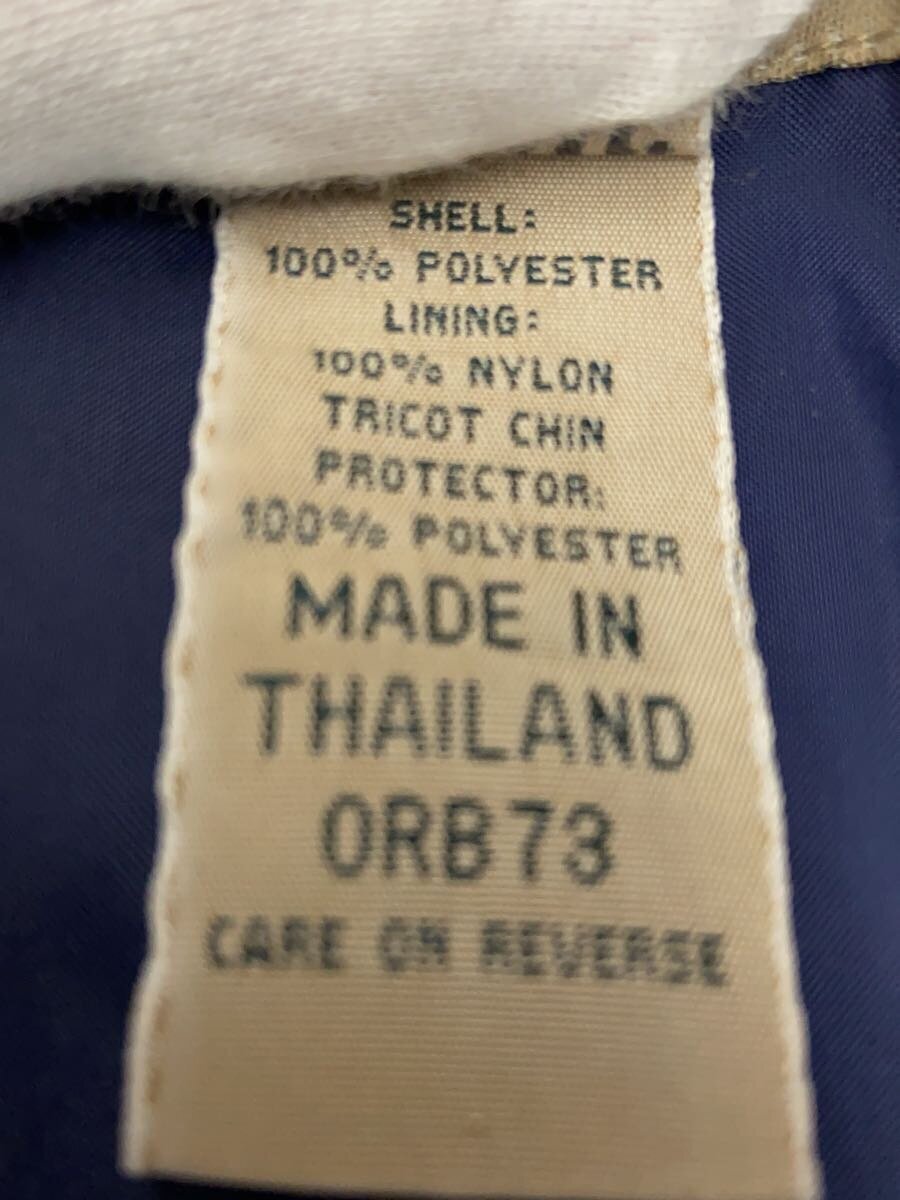 SHELL:
100% POLYESTER
LINING:
100% NYLON
TRICOT CHIN
PROTECTOR:
100% POLYESTER
MADE IN
THAILAND
0RB73
CARE ON REVERSE